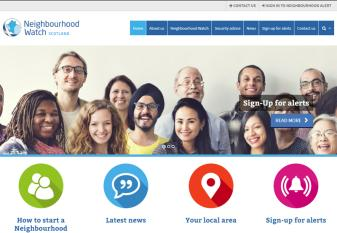 CONTACT US
SIGN IN TO NEIGHBOURHOOD ALERT
Neighbourhood
Watch SCOTLAND
Home
About us
Neighbourhood Watch
Security advice
News
Sign up for alerts
Contact us
Sign-Up for alerts
READ MORE
How to start a
Neighbourhood
Latest news
Your local area
Sign-up for alerts